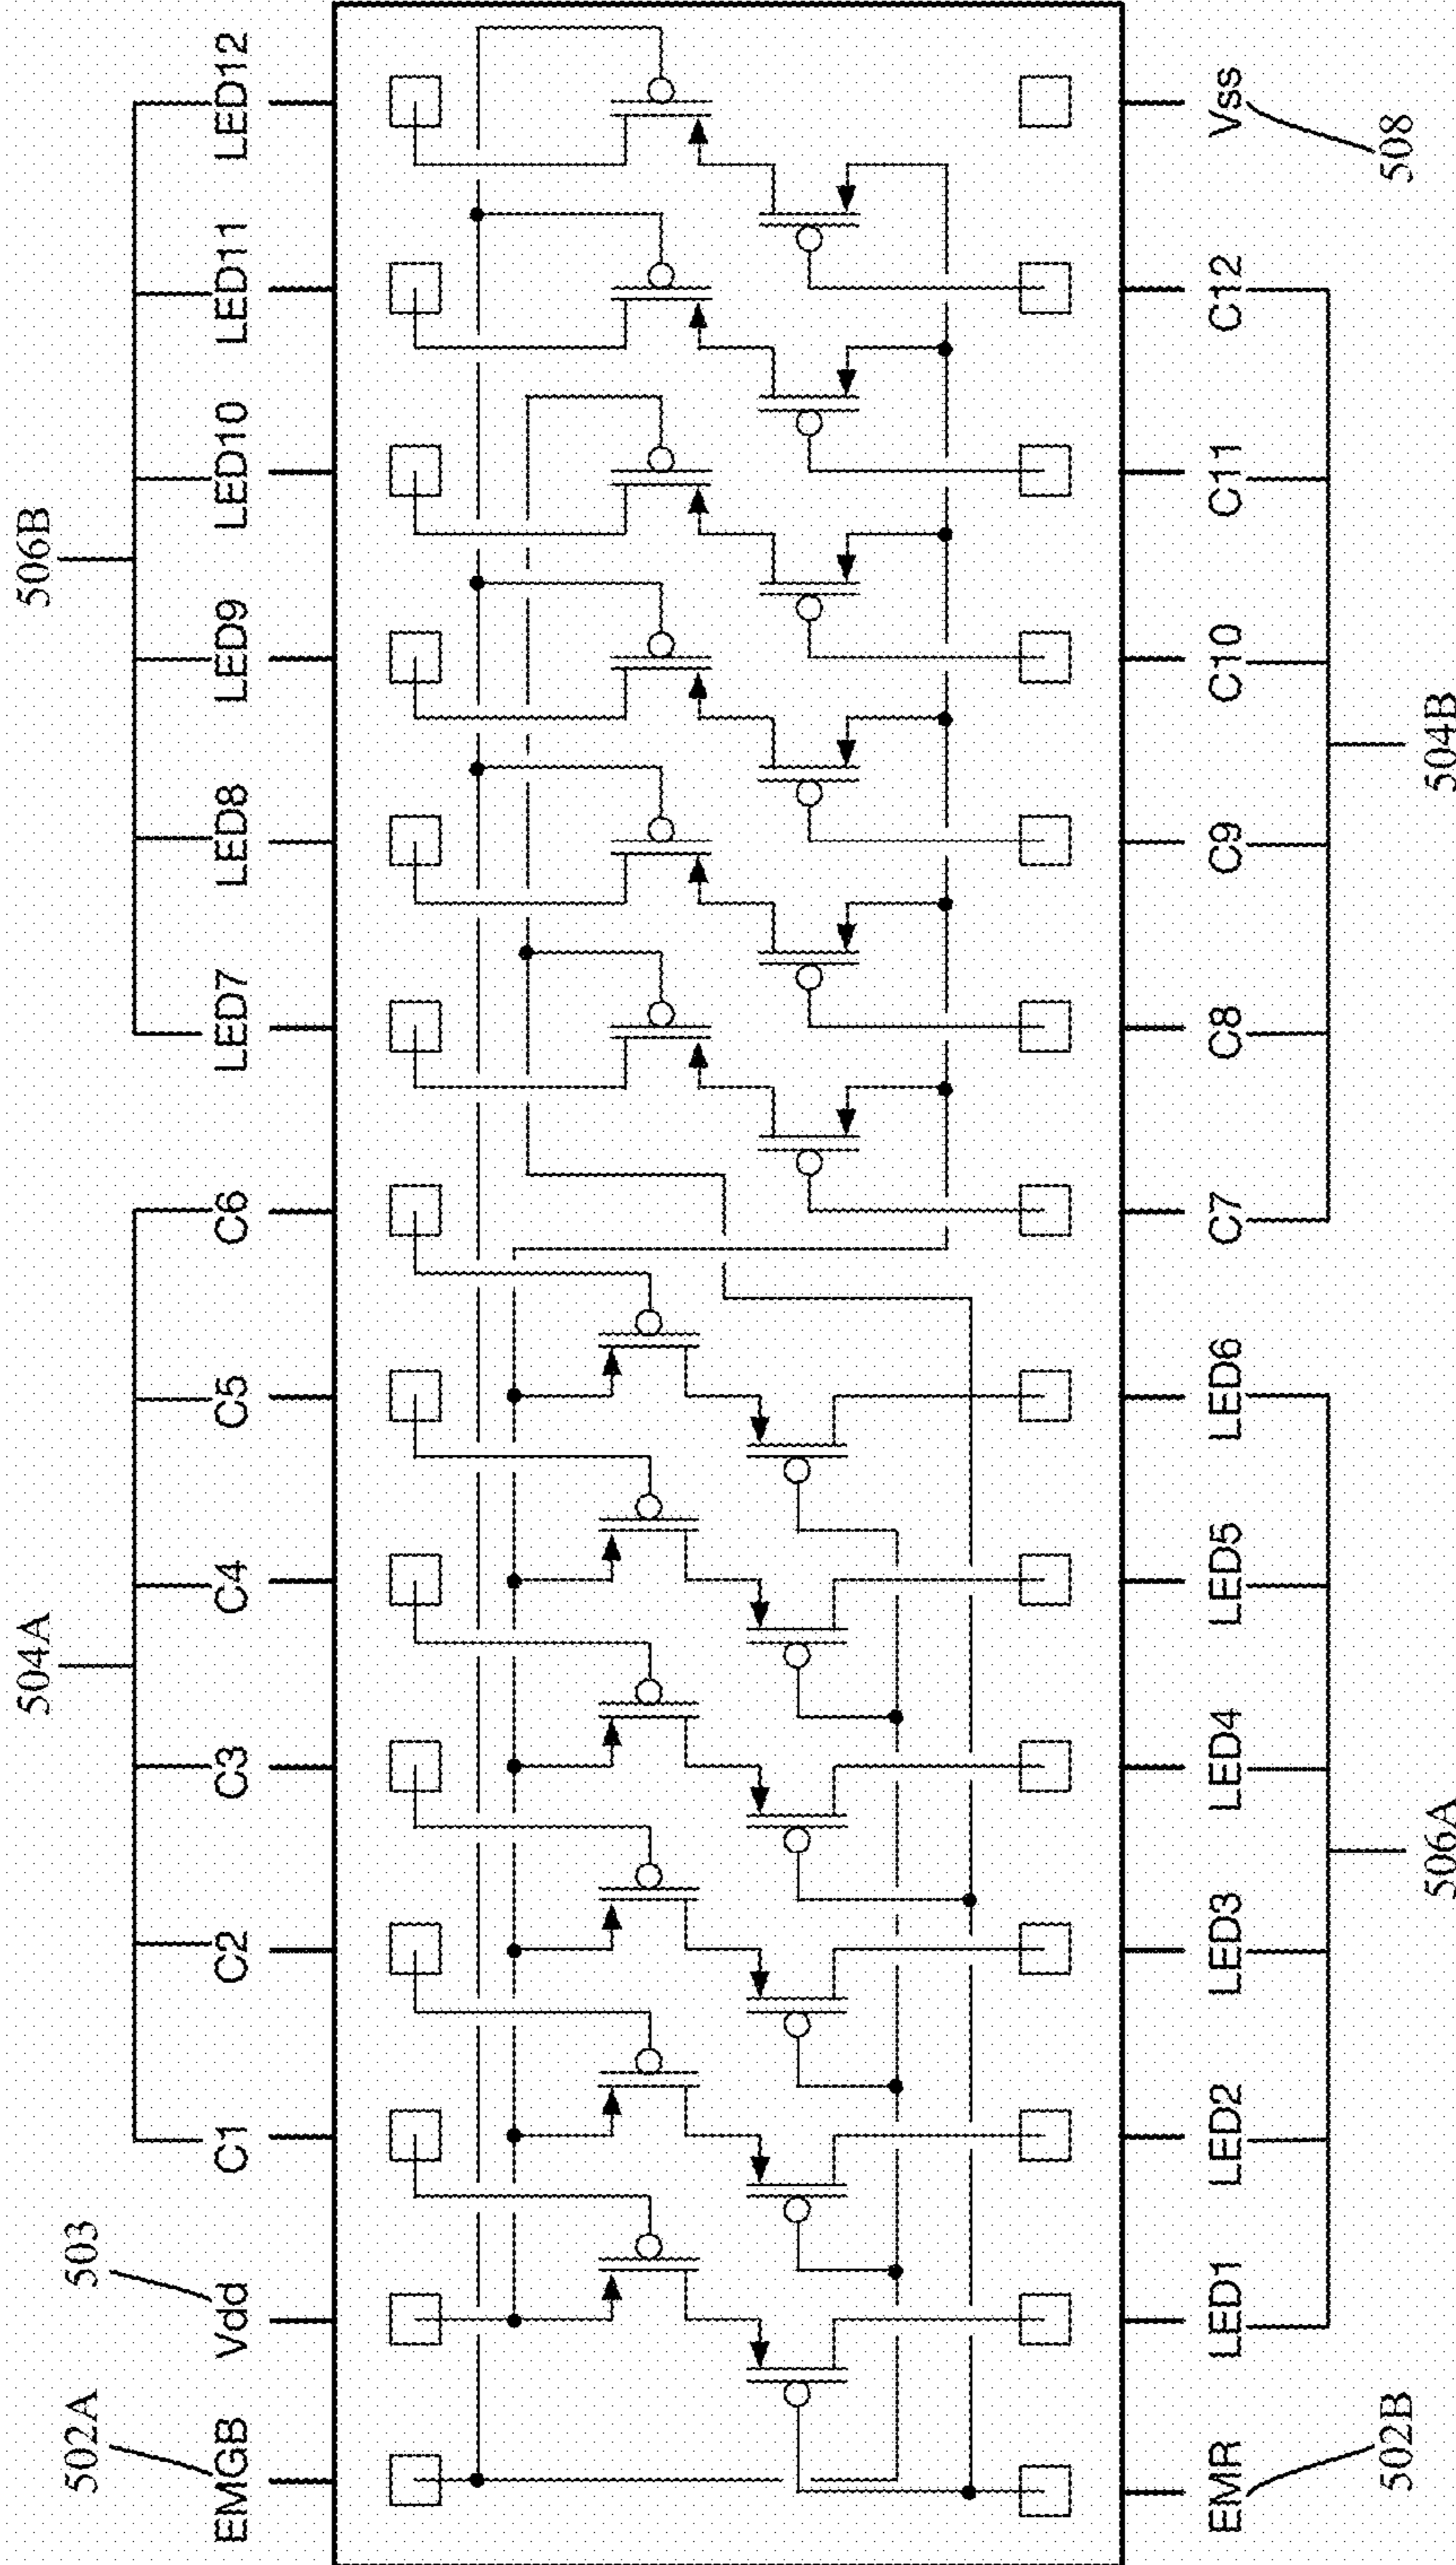 506B
LED7 LED8 LED9 LED10 LED11 LED12
504A
C1 C2 C3 C4 C5 C6
503
Vdd
502A
EMGB
EMR
502B
LED1 LED2 LED3 LED4 LED5 LED6
506A
C7 C8 C9 C10 C11 C12
504B
Vss
508